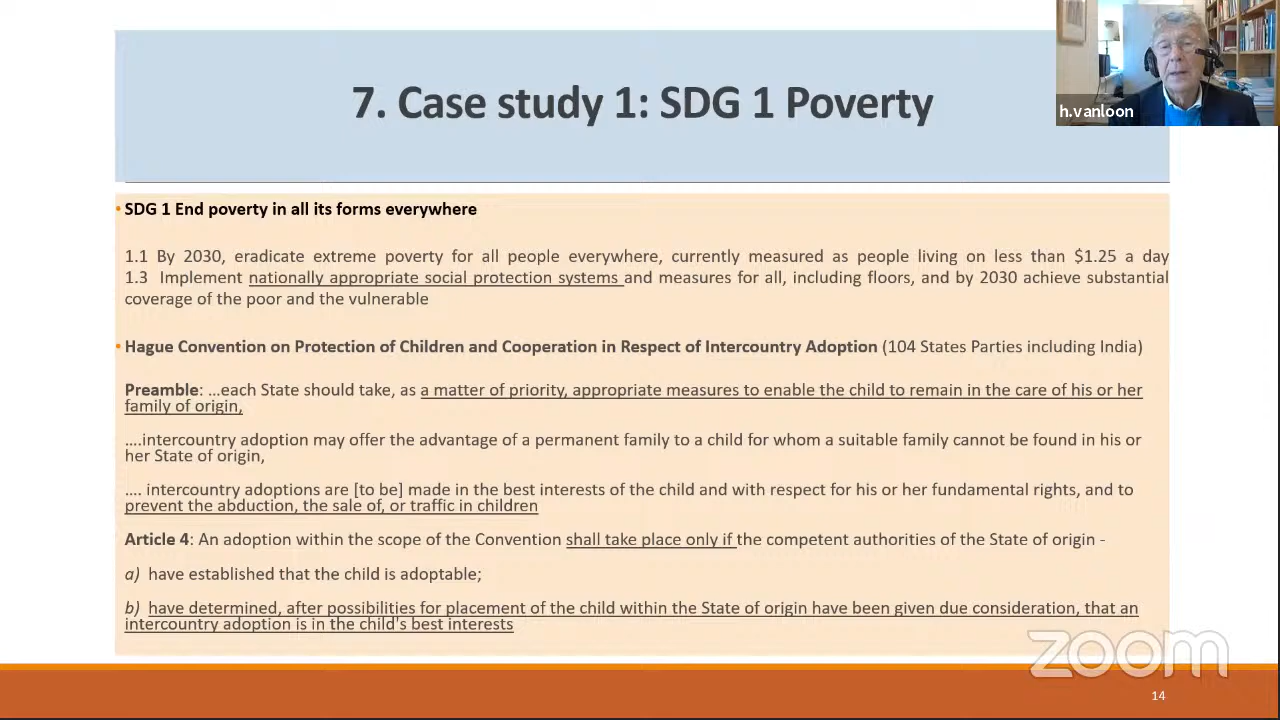 7. Case study 1: SDG 1 Poverty
h.vanloon
• SDG 1 End poverty in all its forms everywhere
1.1 By 2030, eradicate extreme poverty for all people everywhere, currently measured as people living on less than $1.25 a day
1.3 Implement nationally appropriate social protection systems and measures for all, including floors, and by 2030 achieve substantial
coverage of the poor and the vulnerable
• Hague Convention on Protection of Children and Cooperation in Respect of Intercountry Adoption (104 States Parties including India)
Preamble: …each State should take, as a matter of priority, appropriate measures to enable the child to remain in the care of his or her
family of origin,
….intercountry adoption may offer the advantage of a permanent family to a child for whom a suitable family cannot be found in his or
her State of origin,
…. intercountry adoptions are [to be] made in the best interests of the child and with respect for his or her fundamental rights, and to
prevent the abduction, the sale of, or traffic in children
Article 4: An adoption within the scope of the Convention shall take place only if the competent authorities of the State of origin -
a) have established that the child is adoptable;
b) have determined, after possibilities for placement of the child within the State of origin have been given due consideration, that an
intercountry adoption is in the child's best interests
zoom
14